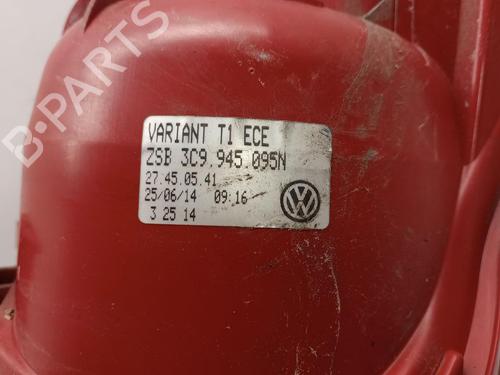 B-PARTS
VARIANT T1 ECE
ZSB 3C9.945.095N
27.45.05.41
25/06/14 09:16
3 25 14